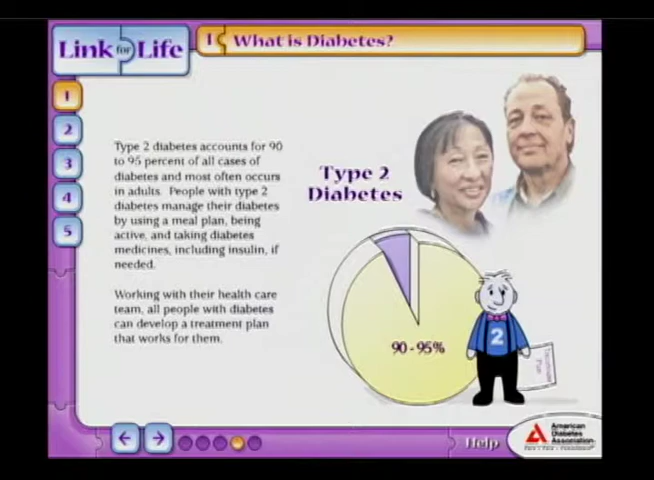 Link for Life
1 What is Diabetes?
1
2
3
4
5
Type 2 diabetes accounts for 90
to 95 percent of all cases of
diabetes and most often occurs
in adults. People with type 2
diabetes manage their diabetes
by using a meal plan, being
active, and taking diabetes
medicines, including insulin, if
needed.
Working with their health care
team, all people with diabetes
can develop a treatment plan
that works for them.
Type 2
Diabetes
90 - 95%
2
Treatment
Plan
Help
American
Diabetes
Association